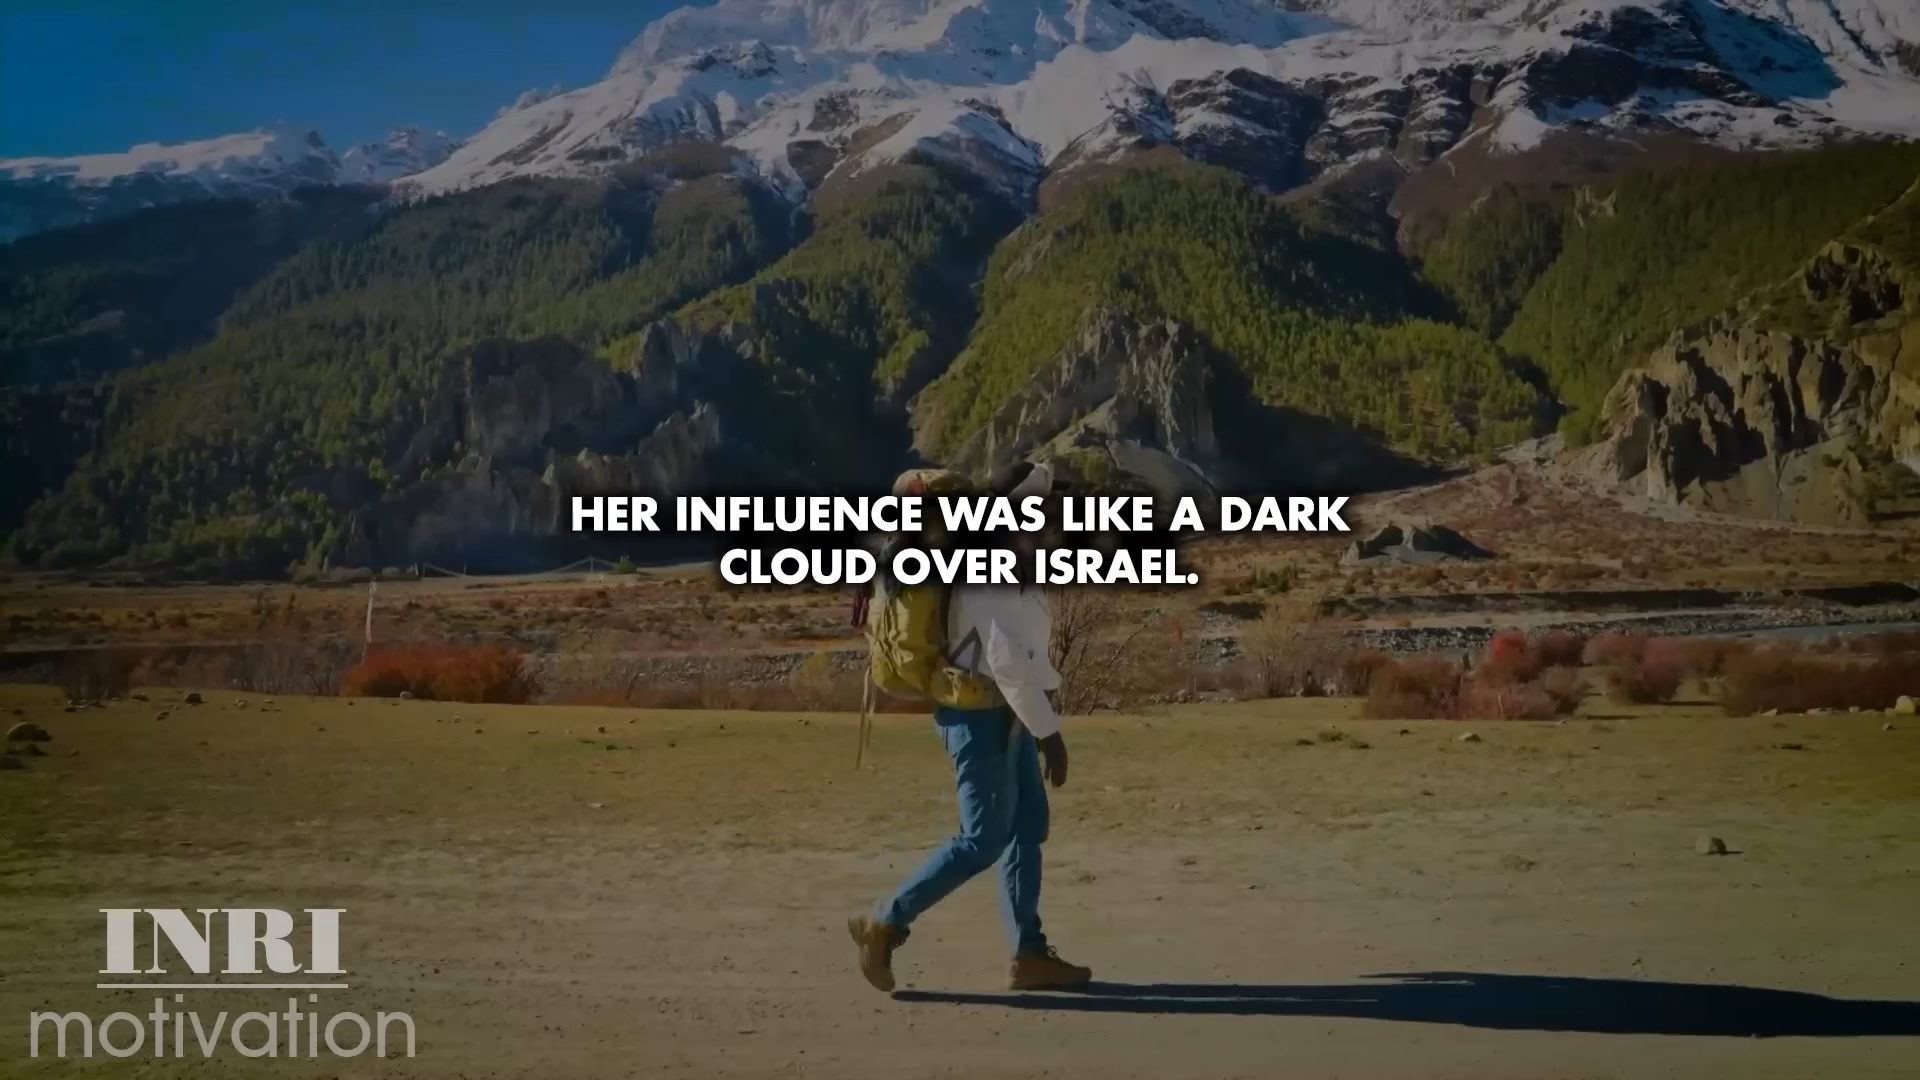 HER INFLUENCE WAS LIKE A DARK
CLOUD OVER ISRAEL.
INRI
motivation